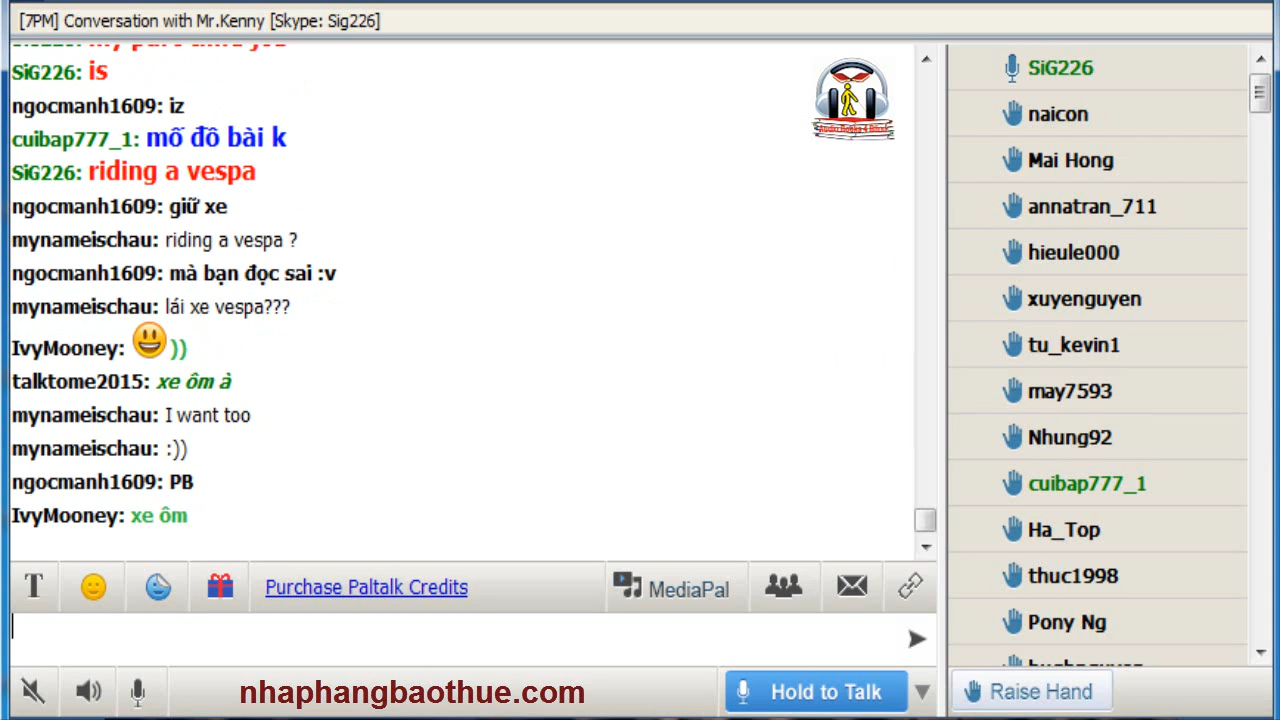 [7PM] Conversation with Mr.Kenny [Skype: Sig226]
SiG226: is
ngocmanh1609: iz
cuibap777_1: mố đồ bài k
SiG226: riding a vespa
ngocmanh1609: giữ xe
mynameischau: riding a vespa ?
ngocmanh1609: mà bạn đọc sai :v
mynameischau: lái xe vespa???
IvyMooney: ))
talktome2015: xe ôm à
mynameischau: I want too
mynameischau: :))
ngocmanh1609: PB
IvyMooney: xe ôm
T
Purchase Paltalk Credits
MediaPal
nhaphangbaothue.com
Hold to Talk
SiG226
naicon
Mai Hong
annatran_711
hieule000
xuyenguyen
tu_kevin1
may7593
Nhung92
cuibap777_1
Ha_Top
thuc1998
Pony Ng
Raise Hand